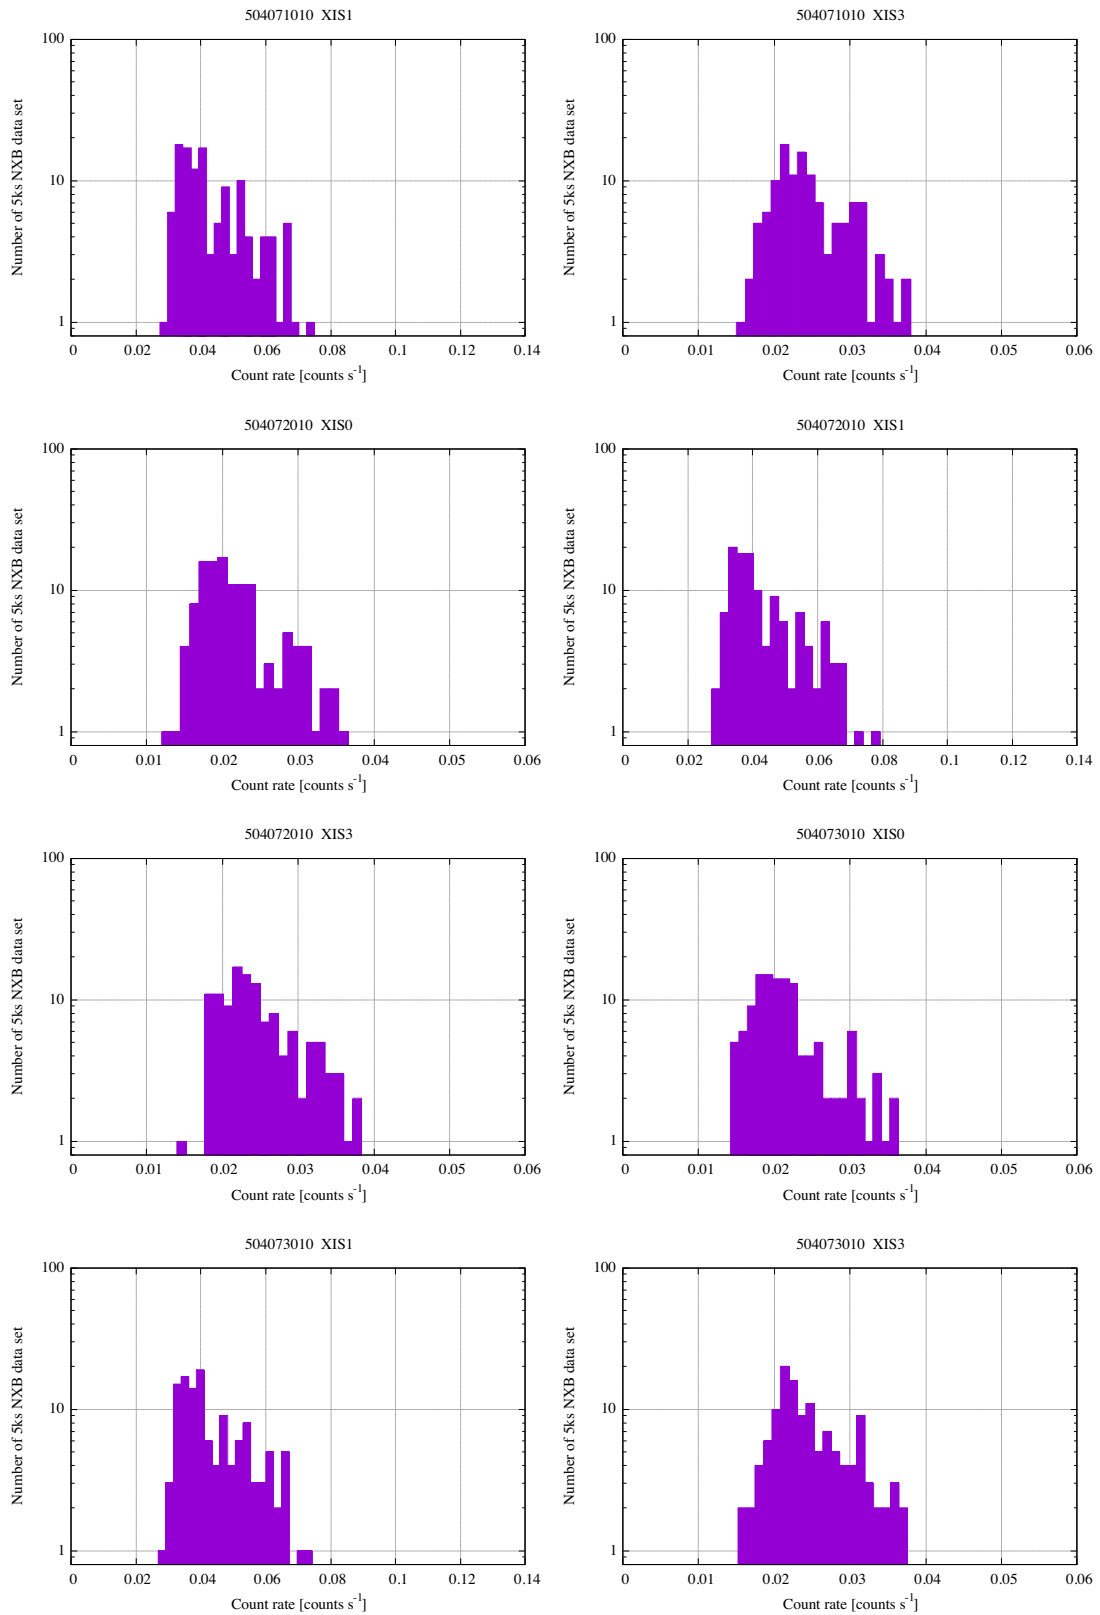 504071010  XIS1
100
10
1
Number of 5ks NXB data set
0 0.02 0.04 0.06 0.08 0.1 0.12 0.14
Count rate [counts s-1]
504071010  XIS3
100
10
1
Number of 5ks NXB data set
0 0.01 0.02 0.03 0.04 0.05 0.06
Count rate [counts s-1]
504072010  XIS0
100
10
1
Number of 5ks NXB data set
0 0.01 0.02 0.03 0.04 0.05 0.06
Count rate [counts s-1]
504072010  XIS1
100
10
1
Number of 5ks NXB data set
0 0.02 0.04 0.06 0.08 0.1 0.12 0.14
Count rate [counts s-1]
504072010  XIS3
100
10
1
Number of 5ks NXB data set
0 0.01 0.02 0.03 0.04 0.05 0.06
Count rate [counts s-1]
504073010  XIS0
100
10
1
Number of 5ks NXB data set
0 0.01 0.02 0.03 0.04 0.05 0.06
Count rate [counts s-1]
504073010  XIS1
100
10
1
Number of 5ks NXB data set
0 0.02 0.04 0.06 0.08 0.1 0.12 0.14
Count rate [counts s-1]
504073010  XIS3
100
10
1
Number of 5ks NXB data set
0 0.01 0.02 0.03 0.04 0.05 0.06
Count rate [counts s-1]